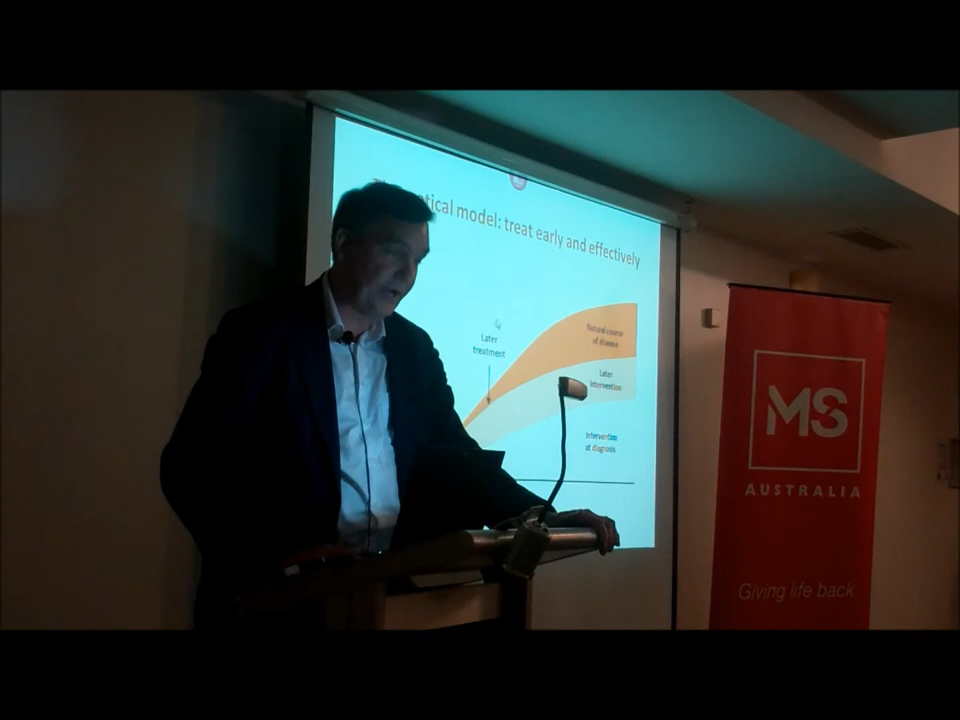 model: treat early and effectively
Later
treatment
Natural course
of disease
Later
intervention
Intervention
at diagnosis
MS
AUSTRALIA
Giving life back